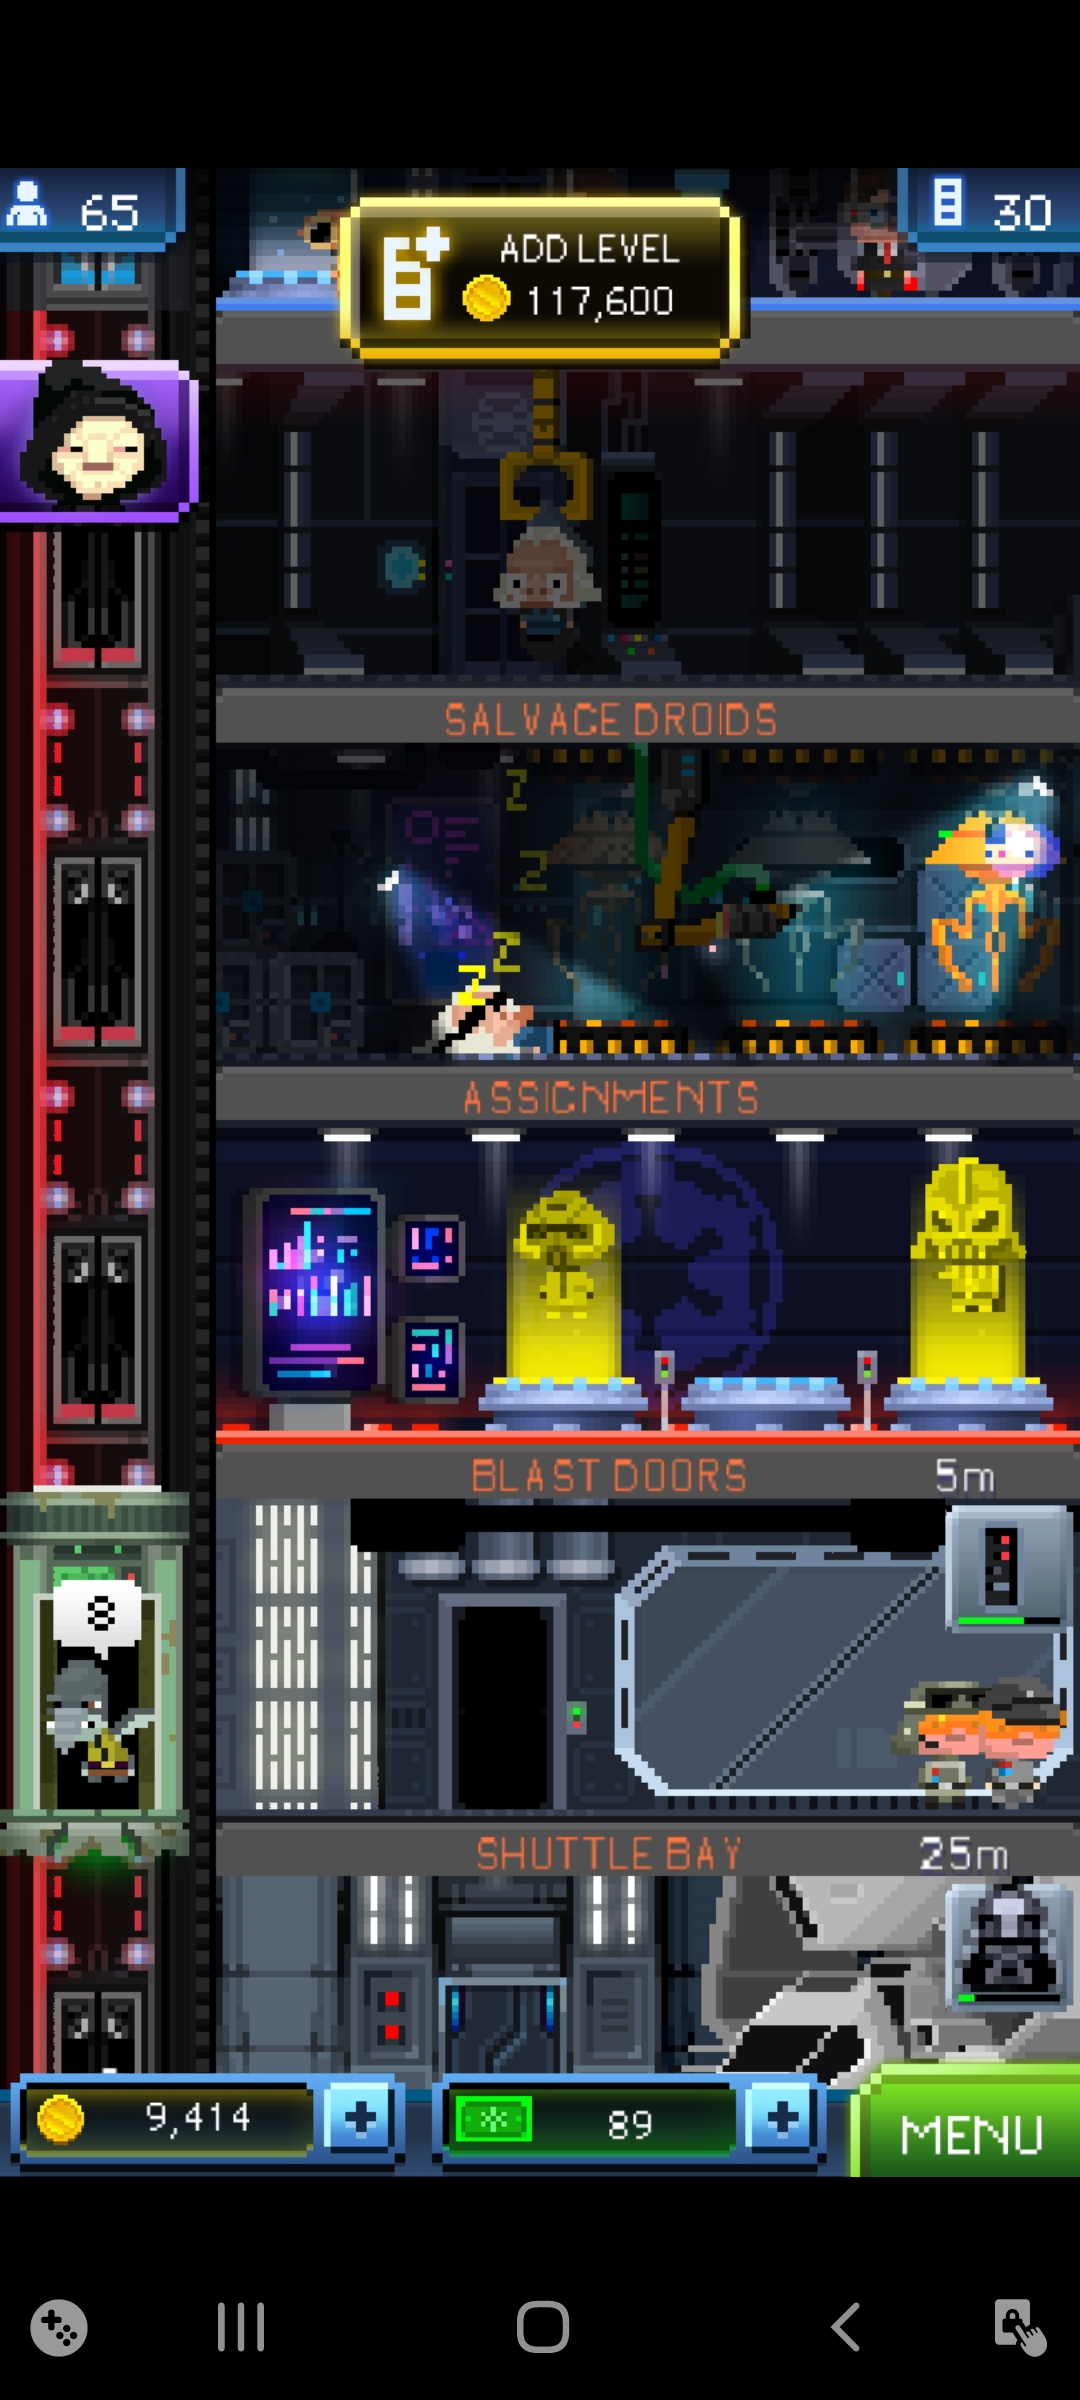 65
30
ADD LEVEL
117,600
SALVAGE DROIDS
Z
Z
Z
Z
ASSIGNMENTS
BLAST DOORS 5m
8
SHUTTLE BAY 25m
9,414
89
MENU